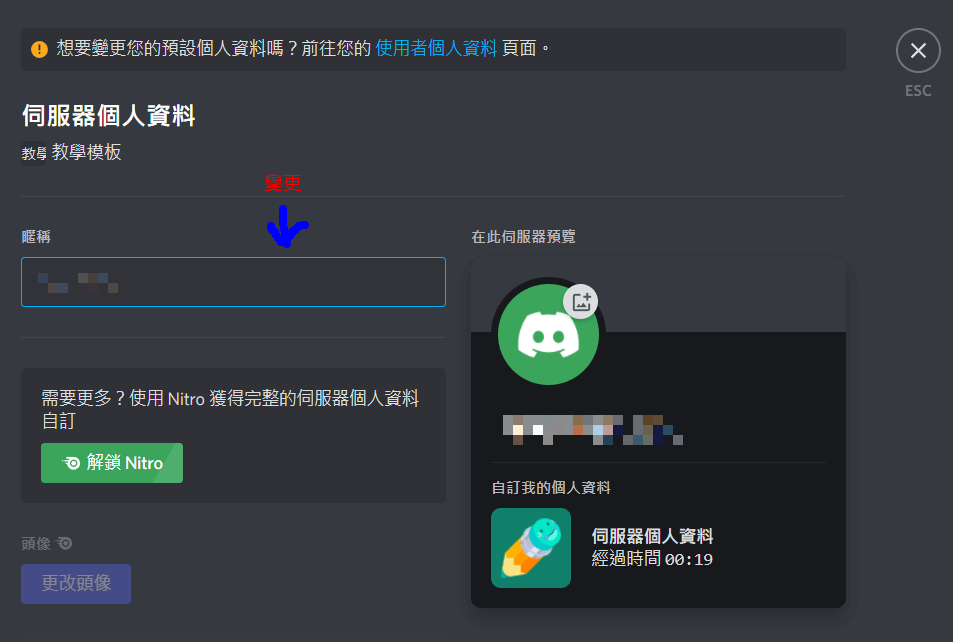 想要變更您的預設個人資料嗎？前往您的 使用者個人資料 頁面。
ESC
伺服器個人資料
教學 教學模板
變更
暱稱
在此伺服器預覽
需要更多？使用 Nitro 獲得完整的伺服器個人資料
自訂
解鎖 Nitro
自訂我的個人資料
伺服器個人資料
經過時間 00:19
頭像
更改頭像